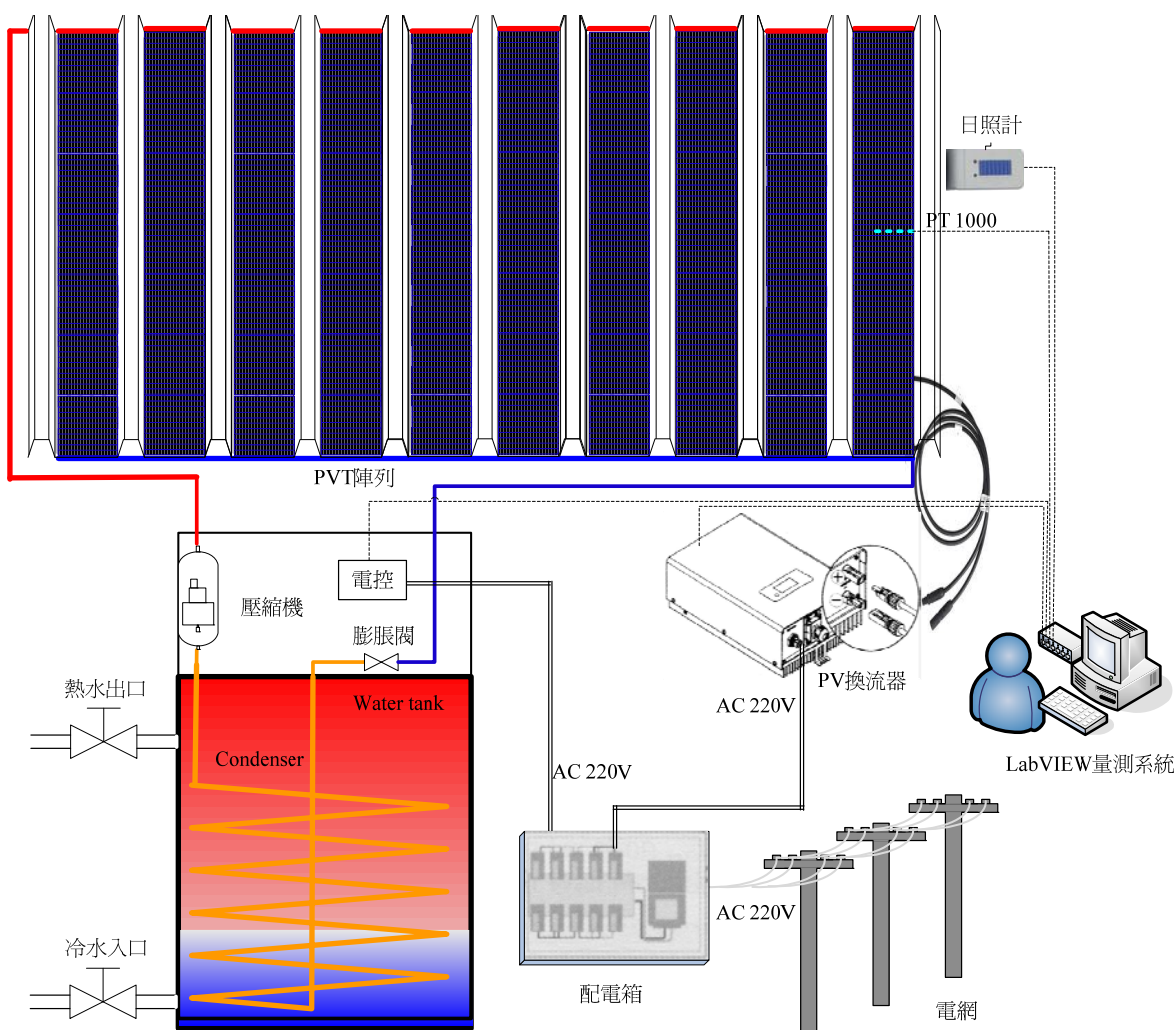 日照計
PT 1000
PVT陣列
電控
壓縮機
膨脹閥
PV換流器
熱水出口
Water tank
AC 220V
Condenser
LabVIEW量測系統
AC 220V
AC 220V
冷水入口
配電箱
電網